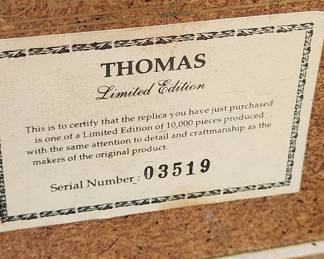 THOMAS
Limited Edition
This is to certify that the replica you have just purchased
is one of a Limited Edition of 10,000 pieces produced
with the same attention to detail and craftmanship as the
makers of the original product.
Serial Number : 03519